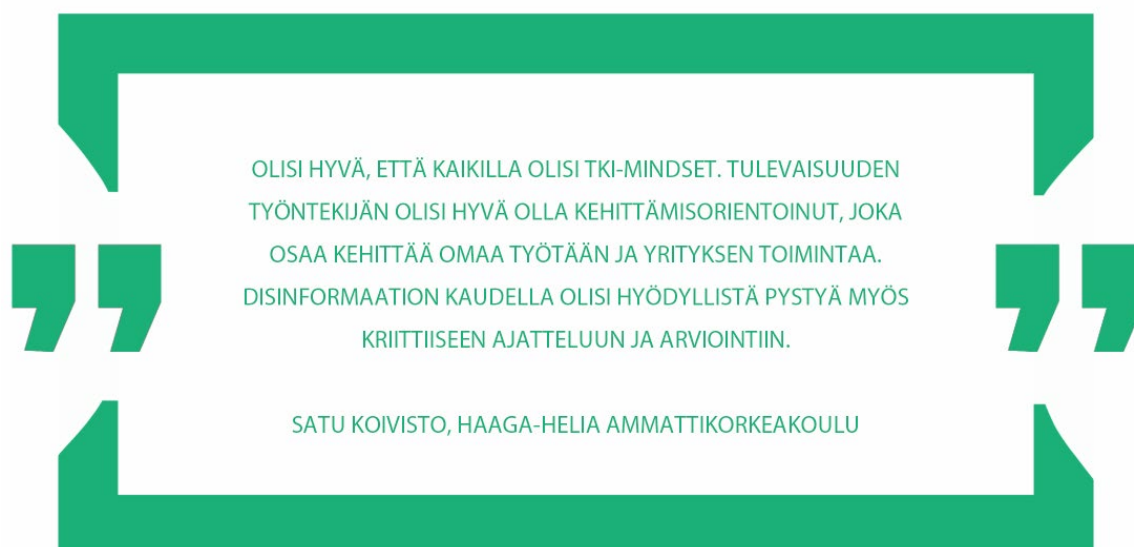 OLISI HYVÄ, ETTÄ KAIKILLA OLISI TKI-MINDSET. TULEVAISUUDEN
TYÖNTEKIJÄN OLISI HYVÄ OLLA KEHITTÄMISORIENTOINUT, JOKA
OSAA KEHITTÄÄ OMAA TYÖTÄÄN JA YRITYKSEN TOIMINTAA.
DISINFORMAATION KAUDELLA OLISI HYÖDYLLISTÄ PYSTYÄ MYÖS
KRIITTIISEEN AJATTELUUN JA ARVIOINTIIN.
SATU KOIVISTO, HAAGA-HELIA AMMATTIKORKEAKOULU